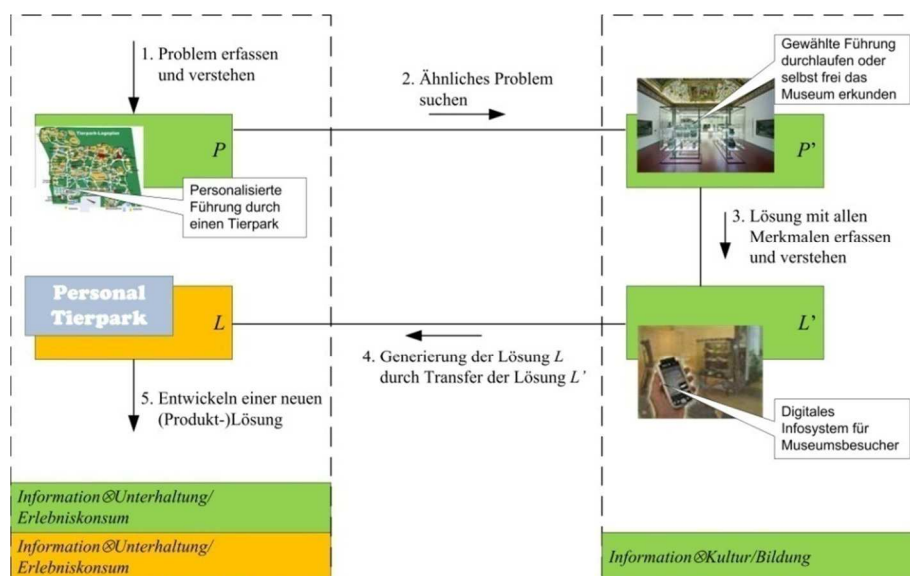 1. Problem erfassen
und verstehen
2. Ähnliches Problem
suchen
Gewählte Führung
durchlaufen oder
selbst frei das
Museum erkunden
Tierpark-Lageplan
P
P'
Personalisierte
Führung durch
einen Tierpark
3. Lösung mit allen
Merkmalen erfassen
und verstehen
Personal
Tierpark
L
L'
4. Generierung der Lösung L
durch Transfer der Lösung L'
5. Entwickeln einer neuen
(Produkt-)Lösung
Digitales
Infosystem für
Museumsbesucher
Information⊗Unterhaltung/
Erlebniskonsum
Information⊗Unterhaltung/
Erlebniskonsum
Information⊗Kultur/Bildung